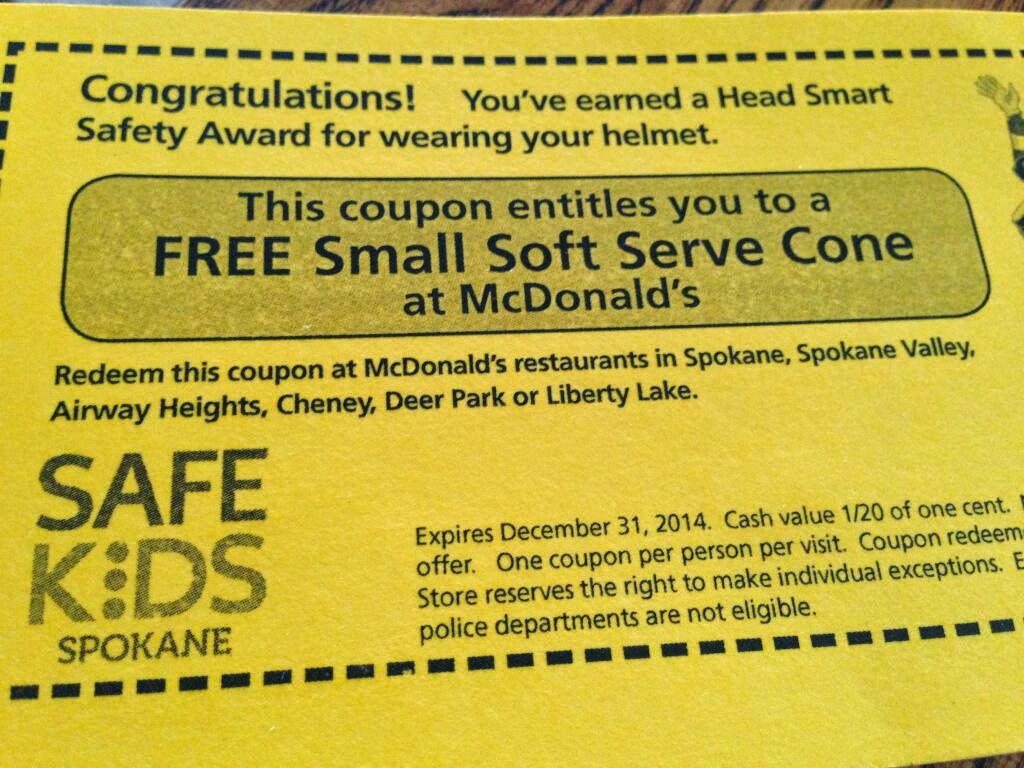 Congratulations! You've earned a Head Smart
Safety Award for wearing your helmet.
This coupon entitles you to a
FREE Small Soft Serve Cone
at McDonald's
Redeem this coupon at McDonald's restaurants in Spokane, Spokane Valley,
Airway Heights, Cheney, Deer Park or Liberty Lake.
SAFE
KIDS
SPOKANE
Expires December 31, 2014. Cash value 1/20 of one cent.
offer. One coupon per person per visit. Coupon redeem
Store reserves the right to make individual exceptions.
police departments are not eligible.